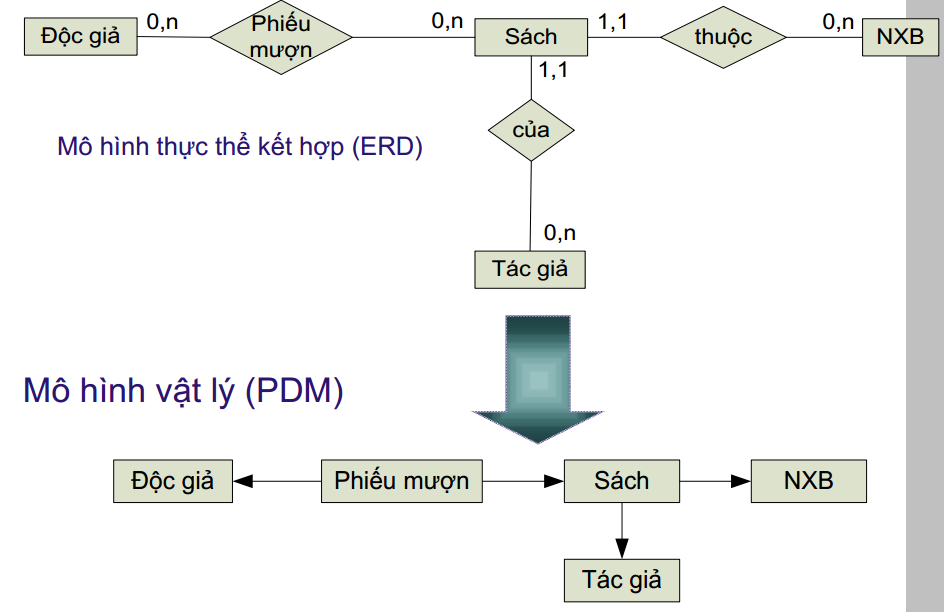 Độc giả
0,n
Phiếu
mượn
0,n
Sách
1,1
thuộc
0,n
NXB
1,1
của
Mô hình thực thể kết hợp (ERD)
0,n
Tác giả
Mô hình vật lý (PDM)
Độc giả
Phiếu mượn
Sách
NXB
Tác giả